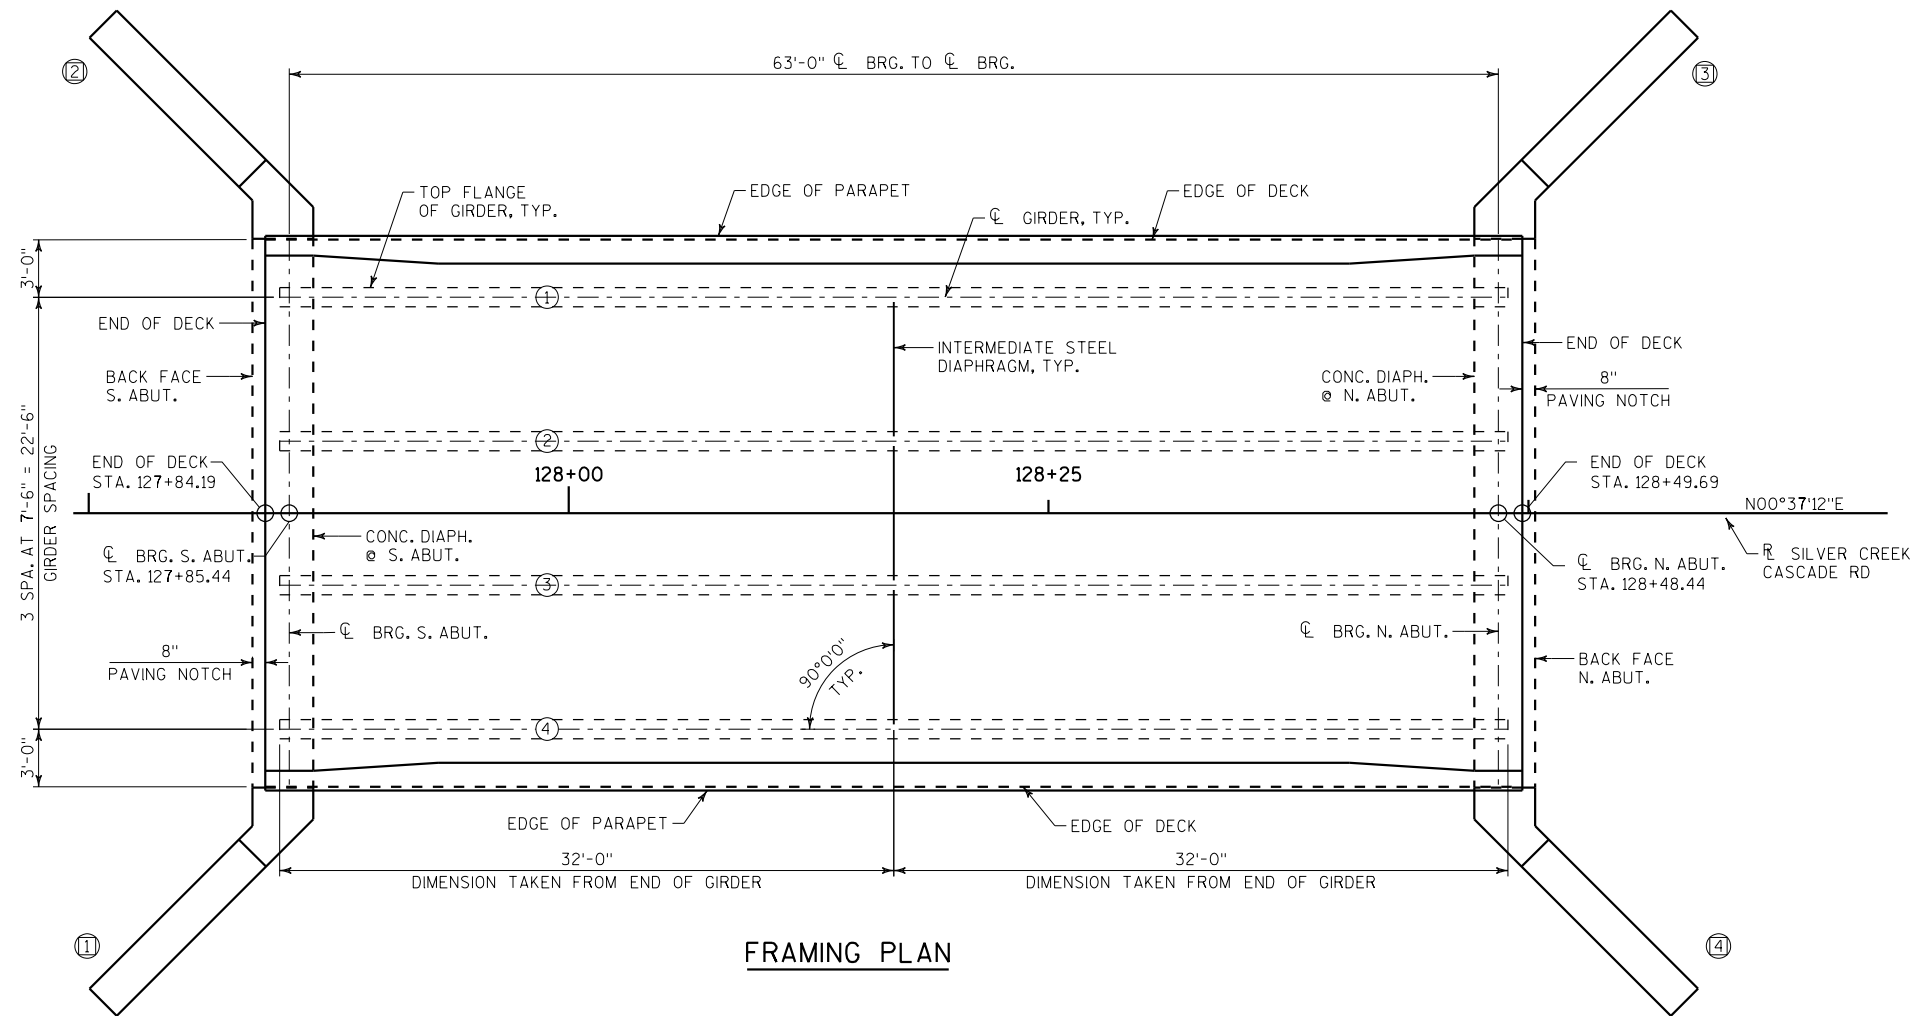 2
63'-0" ℄ BRG. TO ℄ BRG.
3
TOP FLANGE
OF GIRDER, TYP.
EDGE OF PARAPET
℄ GIRDER, TYP.
EDGE OF DECK
3'-0"
1
END OF DECK
INTERMEDIATE STEEL
DIAPHRAGM, TYP.
END OF DECK
BACK FACE
S. ABUT.
CONC. DIAPH.
@ N. ABUT.
8"
PAVING NOTCH
3 SPA. AT 7'-6" = 22'-6"
GIRDER SPACING
2
END OF DECK
STA. 127+84.19
128+00
128+25
END OF DECK
STA. 128+49.69
N00°37'12"E
℄ BRG. S. ABUT.
STA. 127+85.44
CONC. DIAPH.
@ S. ABUT.
℄ BRG. N. ABUT.
STA. 128+48.44
RL SILVER CREEK
CASCADE RD
3
℄ BRG. S. ABUT.
℄ BRG. N. ABUT.
8"
PAVING NOTCH
90°0'0"
TYP.
BACK FACE
N. ABUT.
4
3'-0"
EDGE OF PARAPET
EDGE OF DECK
32'-0"
DIMENSION TAKEN FROM END OF GIRDER
32'-0"
DIMENSION TAKEN FROM END OF GIRDER
1
FRAMING PLAN
4